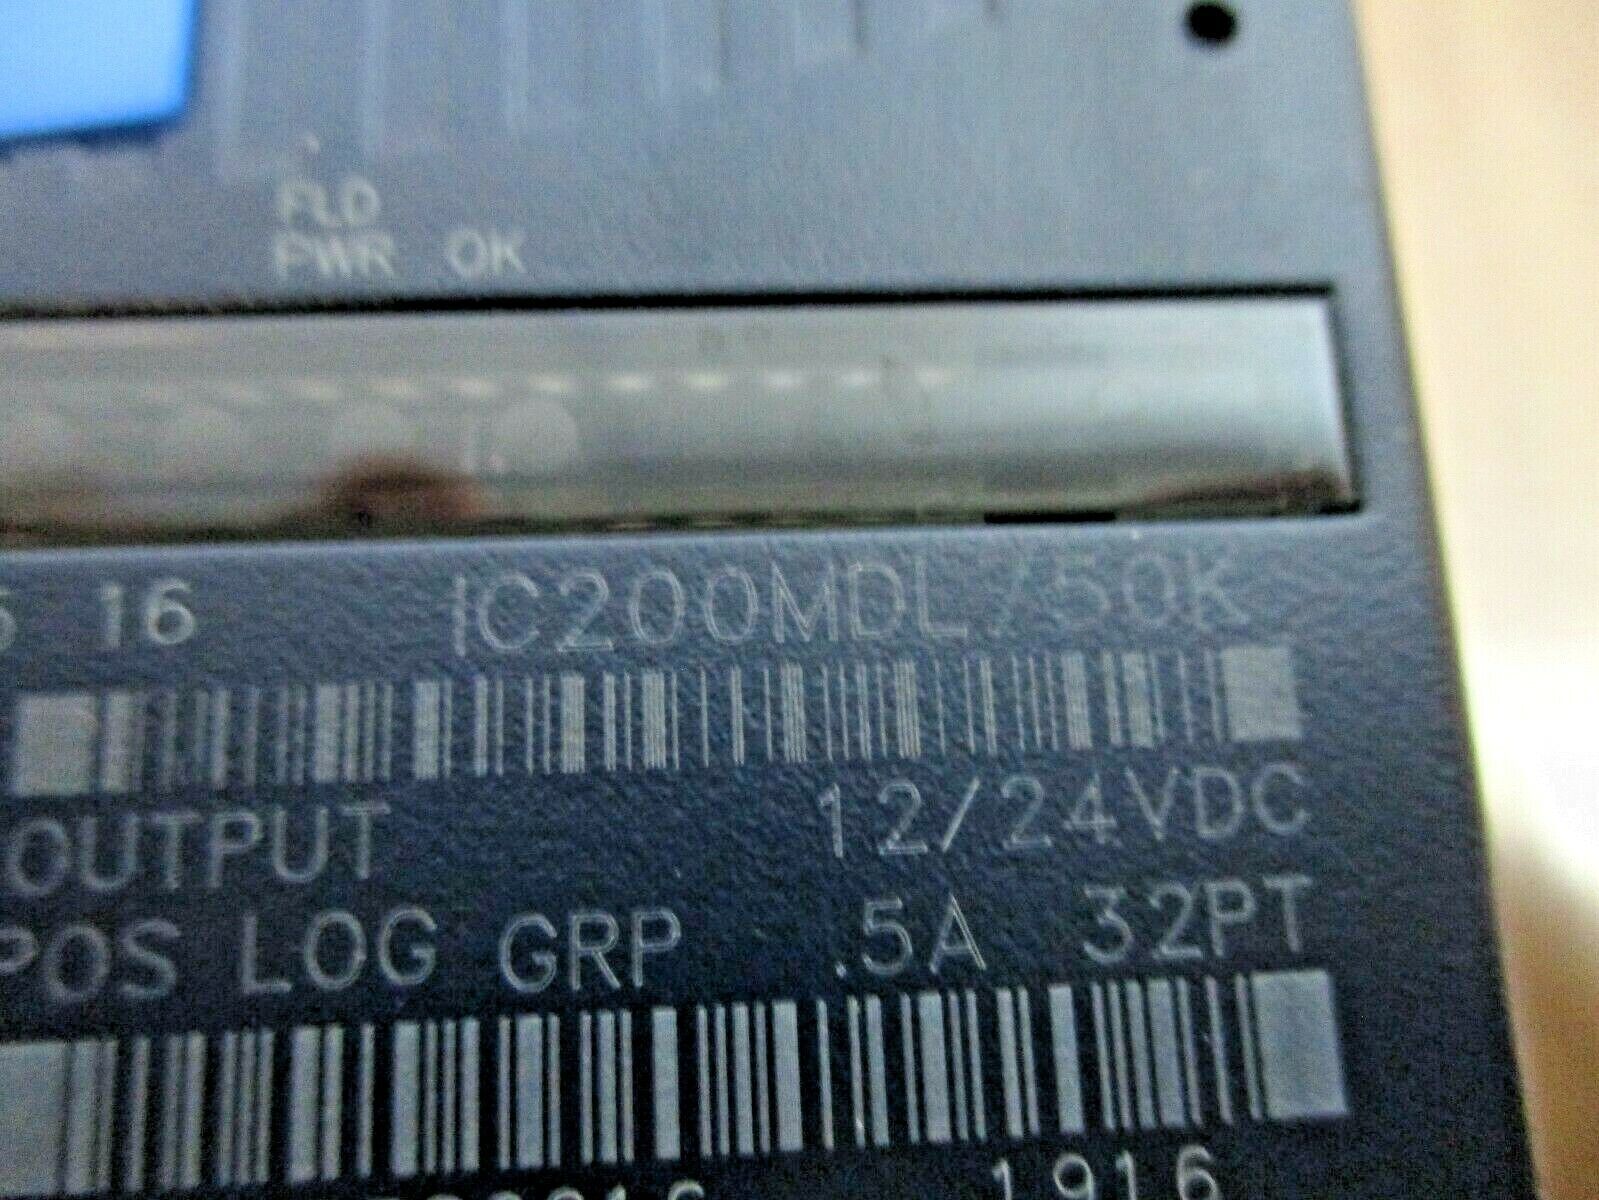 FLD
PWR OK
16 IC200MDL750K
OUTPUT 12/24VDC
POS LOG GRP .5A 32PT
1916